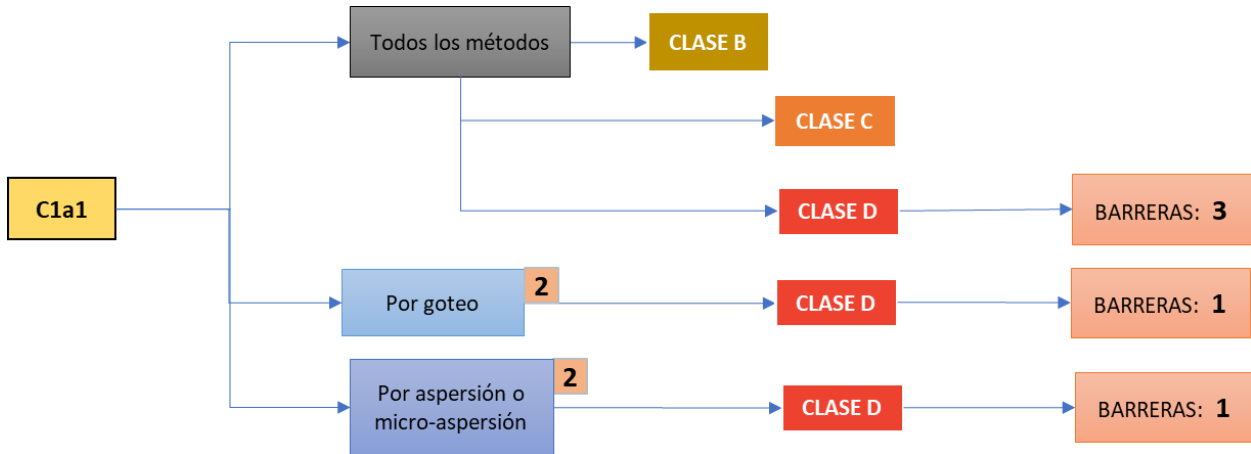 Todos los métodos
CLASE B
CLASE C
C1a1
CLASE D
BARRERAS: 3
Por goteo
2
CLASE D
BARRERAS: 1
Por aspersión o
micro-aspersión
2
CLASE D
BARRERAS: 1